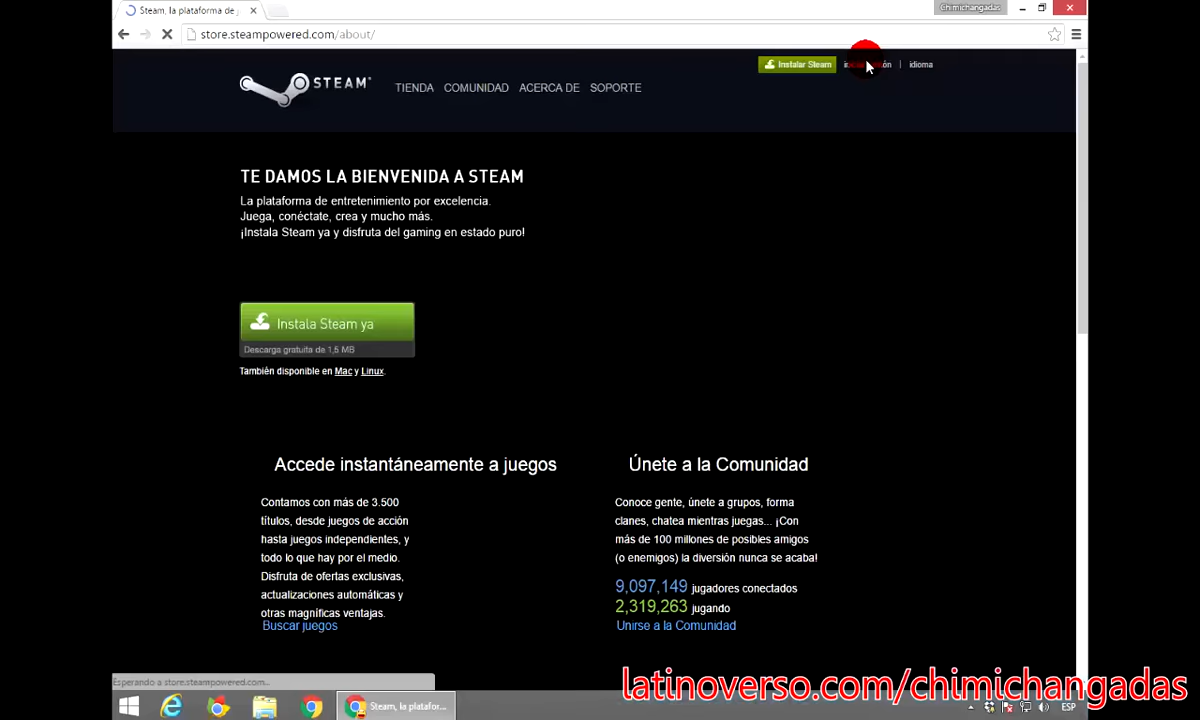 Steam, la plataforma de
Chimichangadas
store.steampowered.com/about/
Instalar Steam
| idioma
STEAM
TIENDA COMUNIDAD ACERCA DE SOPORTE
TE DAMOS LA BIENVENIDA A STEAM
La plataforma de entretenimiento por excelencia.
Juega, conéctate, crea y mucho más.
¡Instala Steam ya y disfruta del gaming en estado puro!
Instala Steam ya
Descarga gratuita de 1,5 MB
También disponible en Mac y Linux.
Accede instantáneamente a juegos
Contamos con más de 3.500
títulos, desde juegos de acción
hasta juegos independientes, y
todo lo que hay por el medio.
Disfruta de ofertas exclusivas,
actualizaciones automáticas y
otras magníficas ventajas.
Buscar juegos
Únete a la Comunidad
Conoce gente, únete a grupos, forma
clanes, chatea mientras juegas... ¡Con
más de 100 millones de posibles amigos
(o enemigos) la diversión nunca se acaba!
9,097,149 jugadores conectados
2,319,263 jugando
Unirse a la Comunidad
Esperando a store.steampowered.com...
latinoverso.com/chimichangadas
Steam, la platafor...
ESP